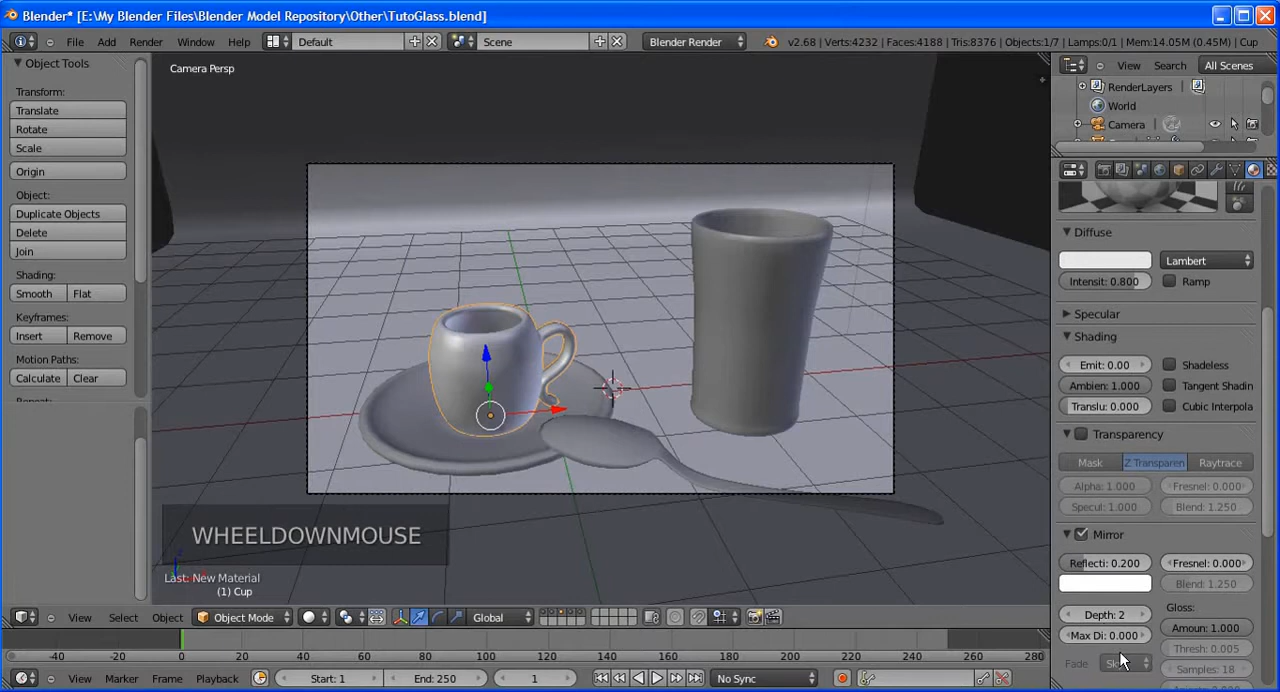 Blender* [E:\My Blender Files\Blender Model Repository\Other\TutoGlass.blend]
File Add Render Window Help Default Scene Blender Render v2.68 | Verts:4232 | Faces:4188 | Tris:8376 | Objects:1/7 | Lamps:0/1 | Mem:14.05M (0.45M) | Cup
Object Tools
Transform:
Translate
Rotate
Scale
Origin
Object:
Duplicate Objects
Delete
Join
Shading:
Smooth Flat
Keyframes:
Insert Remove
Motion Paths:
Calculate Clear
Camera Persp
WHEELDOWNMOUSE
Last: New Material
(1) Cup
View Search All Scenes
RenderLayers
World
Camera
Diffuse
Lambert
Intensit: 0.800 Ramp
Specular
Shading
Emit: 0.00 Shadeless
Ambien: 1.000 Tangent Shadin
Translu: 0.000 Cubic Interpola
Transparency
Mask Z Transparen Raytrace
Alpha: 1.000 Fresnel: 0.000
Specul: 1.000 Blend: 1.250
Mirror
Reflecti: 0.200 Fresnel: 0.000
Blend: 1.250
Depth: 2 Gloss:
Max Di: 0.000 Amoun: 1.000
Thresh: 0.005
Fade
Samples: 18
View Select Object Object Mode Global
-40 -20 0 20 40 60 80 100 120 140 160 180 200 220 240 260 280
View Marker Frame Playback Start: 1 End: 250 1 No Sync